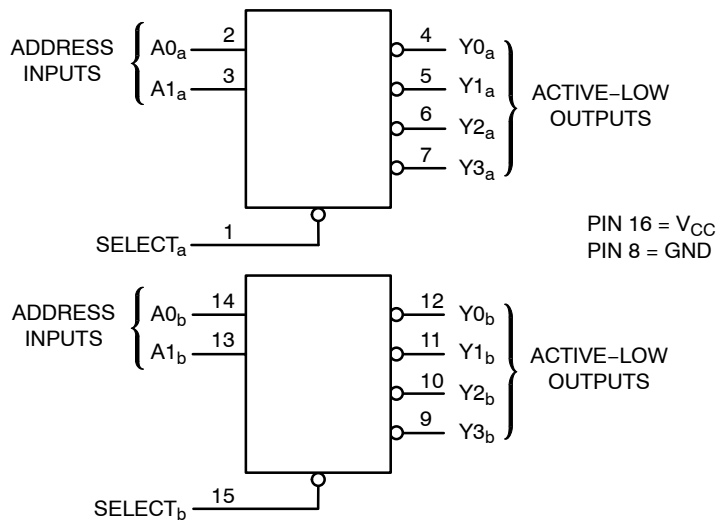 ADDRESS
INPUTS
A0a 2
A1a 3
4 Y0a
5 Y1a
6 Y2a
7 Y3a
ACTIVE–LOW
OUTPUTS
SELECTa 1
PIN 16 = VCC
PIN 8 = GND
ADDRESS
INPUTS
A0b 14
A1b 13
12 Y0b
11 Y1b
10 Y2b
9 Y3b
ACTIVE–LOW
OUTPUTS
SELECTb 15